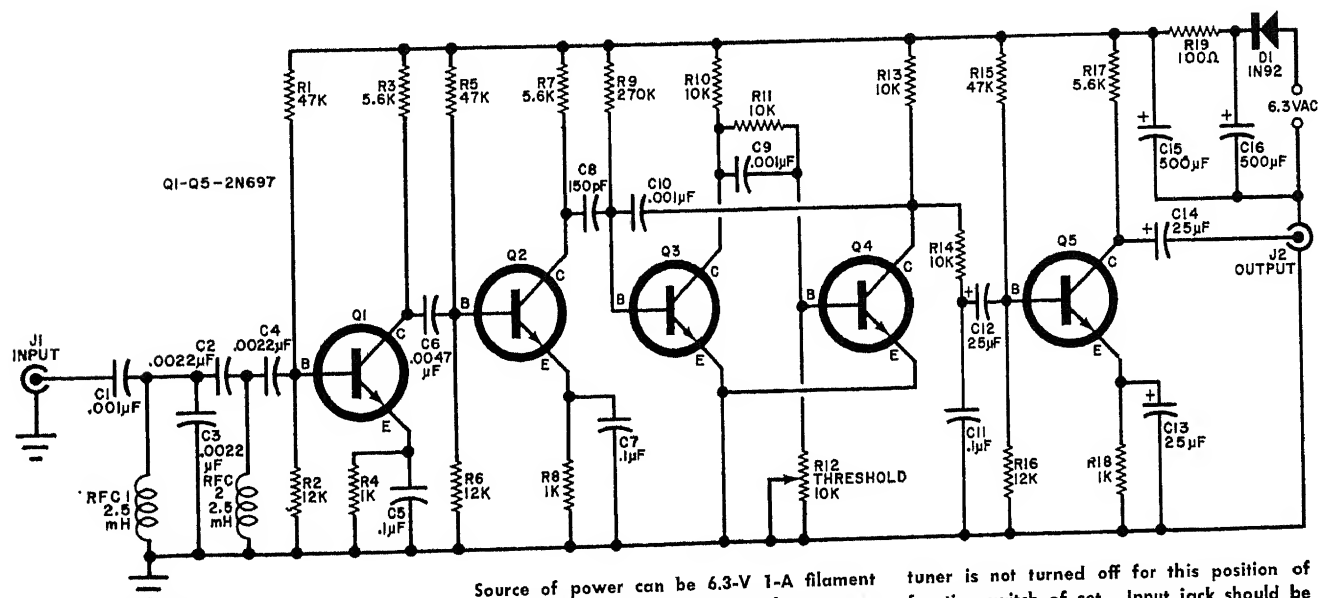 R1
47K
R3
5.6K
R5
47K
R7
5.6K
R9
270K
R10
10K
R11
10K
C9
.001µF
R13
10K
R15
47K
R17
5.6K
R19
100Ω
D1
1N92
6.3VAC
+
C15
500µF
+
C16
500µF
Q1-Q5-2N697
C8
150pF
C10
.001µF
R14
10K
+
C12
25µF
+
C14
25µF
J2
OUTPUT
Q1
B
C
E
Q2
B
C
E
Q3
B
C
E
Q4
B
C
E
Q5
B
C
E
J1
INPUT
C1
.001µF
C2
.0022µF
C4
.0022µF
C6
.0047
µF
C3
.0022
µF
RFC1
2.5
mH
RFC
2
2.5
mH
R2
12K
R4
1K
C5
.1µF
R6
12K
R8
1K
C7
.1µF
R12
THRESHOLD
10K
C11
.1µF
R16
12K
R18
1K
+
C13
25µF
Source of power can be 6.3-V 1-A filament
tuner is not turned off for this position of
Input jack should be